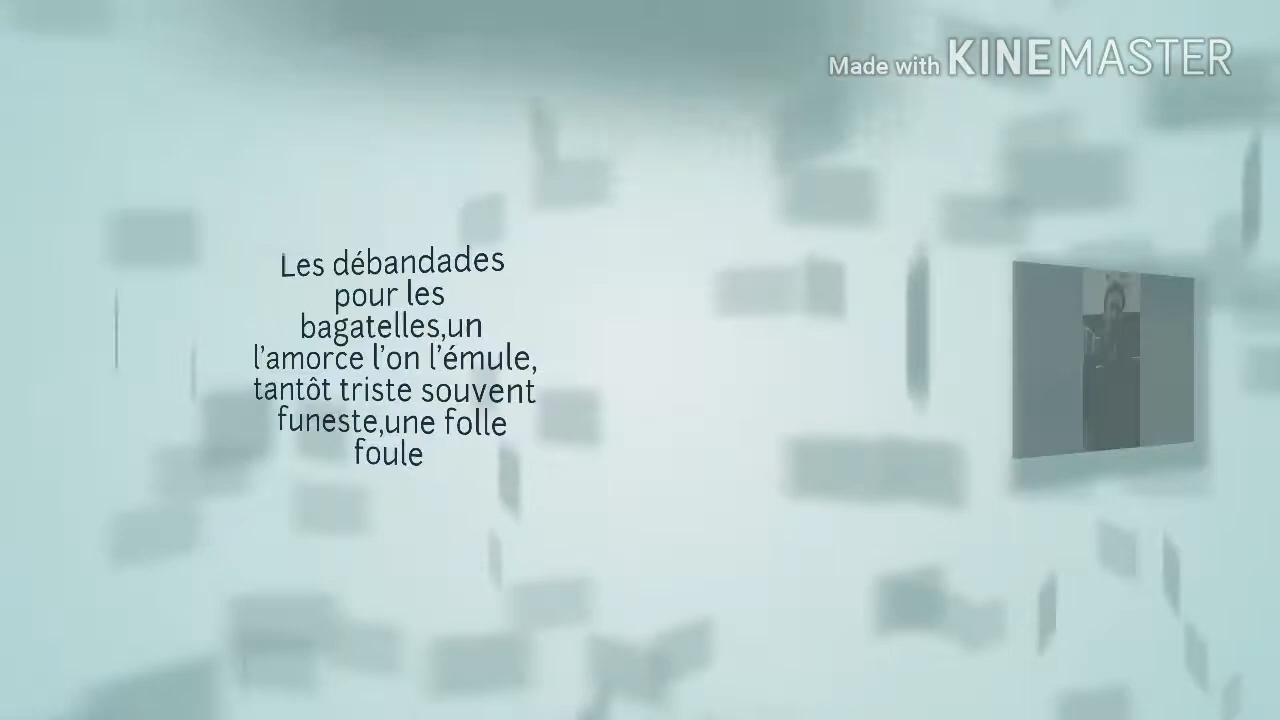 Made with KINEMASTER
Les débandades
pour les
bagatelles,un
l'amorce l'on l'émule,
tantôt triste souvent
funeste,une folle
foule